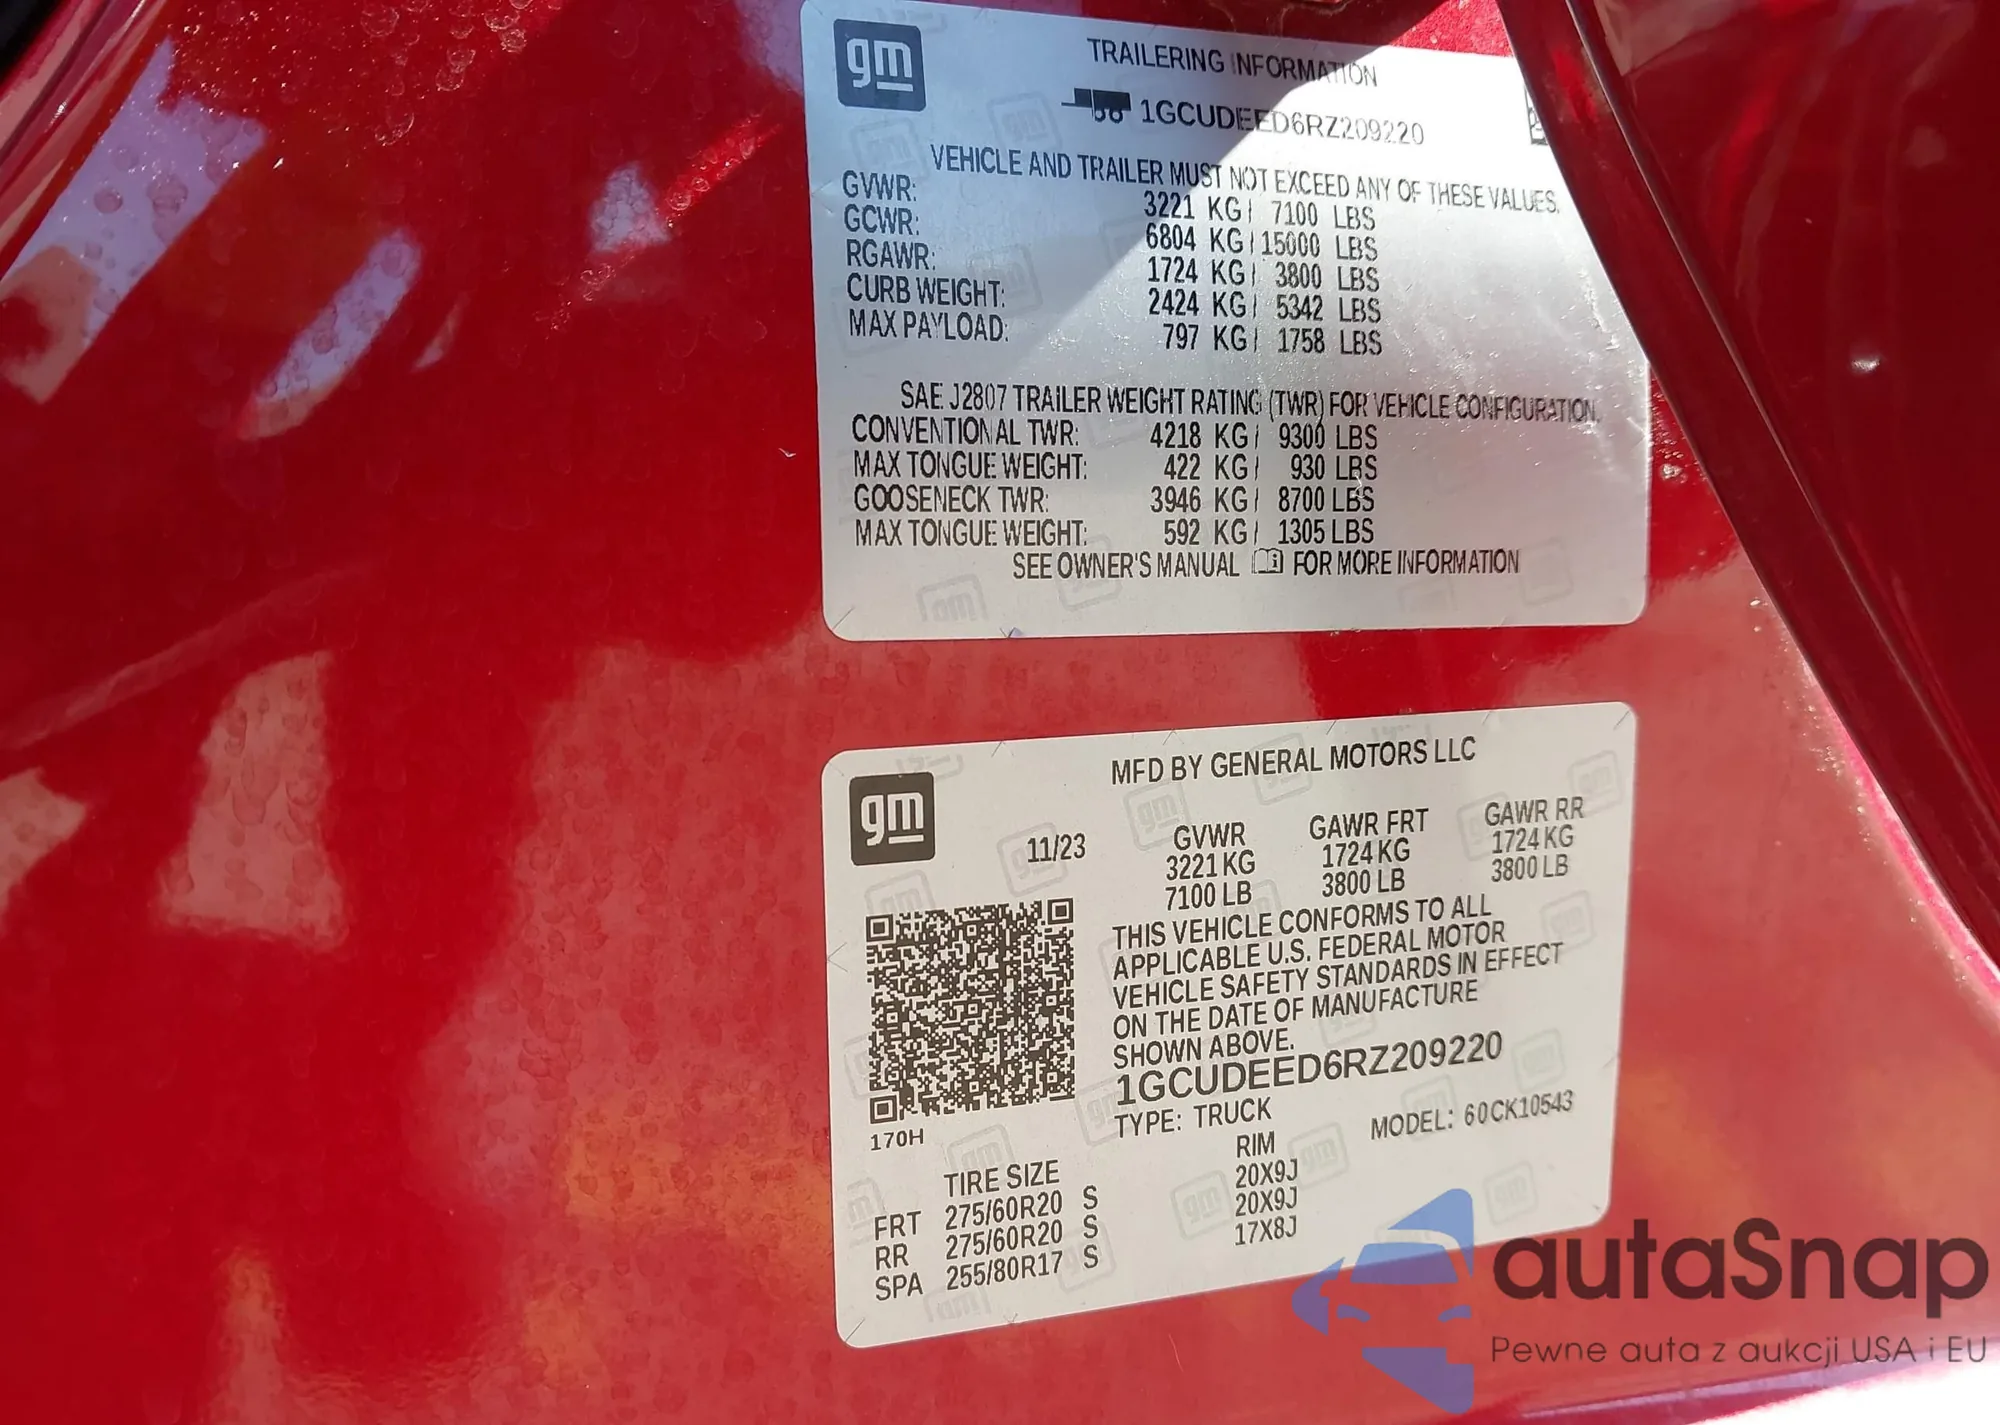 gm
TRAILERING INFORMATION
1GCUDEED6RZ209220
VEHICLE AND TRAILER MUST NOT EXCEED ANY OF THESE VALUES.
GVWR: 3221 KG / 7100 LBS
GCWR: 6804 KG / 15000 LBS
RGAWR: 1724 KG / 3800 LBS
CURB WEIGHT: 2424 KG / 5342 LBS
MAX PAYLOAD: 797 KG / 1758 LBS
SAE J2807 TRAILER WEIGHT RATING (TWR) FOR VEHICLE CONFIGURATION.
CONVENTIONAL TWR: 4218 KG / 9300 LBS
MAX TONGUE WEIGHT: 422 KG / 930 LBS
GOOSENECK TWR: 3946 KG / 8700 LBS
MAX TONGUE WEIGHT: 592 KG / 1305 LBS
SEE OWNER'S MANUAL FOR MORE INFORMATION
gm
MFD BY GENERAL MOTORS LLC
11/23 GVWR GAWR FRT GAWR RR
3221 KG 1724 KG 1724 KG
7100 LB 3800 LB 3800 LB
THIS VEHICLE CONFORMS TO ALL
APPLICABLE U.S. FEDERAL MOTOR
VEHICLE SAFETY STANDARDS IN EFFECT
ON THE DATE OF MANUFACTURE
SHOWN ABOVE.
1GCUDEED6RZ209220
170H
TYPE: TRUCK MODEL: 60CK10543
TIRE SIZE RIM
FRT 275/60R20 S 20X9J
RR 275/60R20 S 20X9J
SPA 255/80R17 S 17X8J
autaSnap
Pewne auta z aukcji USA i EU